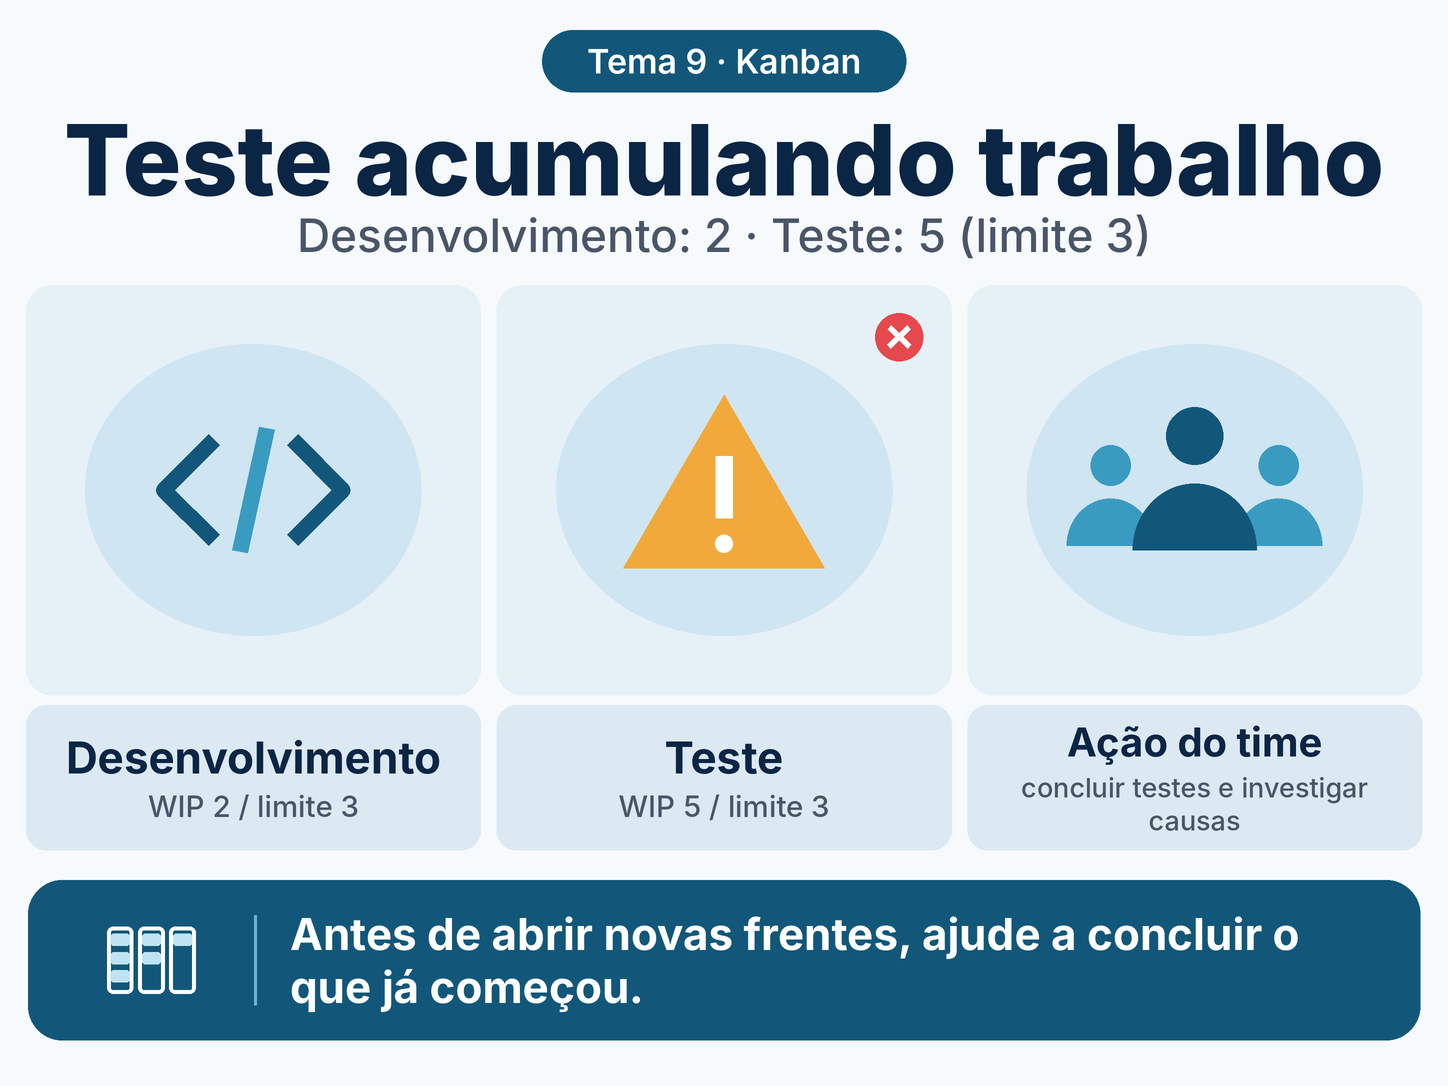 Tema 9 · Kanban
Teste acumulando trabalho
Desenvolvimento: 2 · Teste: 5 (limite 3)
Desenvolvimento
WIP 2 / limite 3
Teste
WIP 5 / limite 3
Ação do time
concluir testes e investigar
causas
Antes de abrir novas frentes, ajude a concluir o
que já começou.